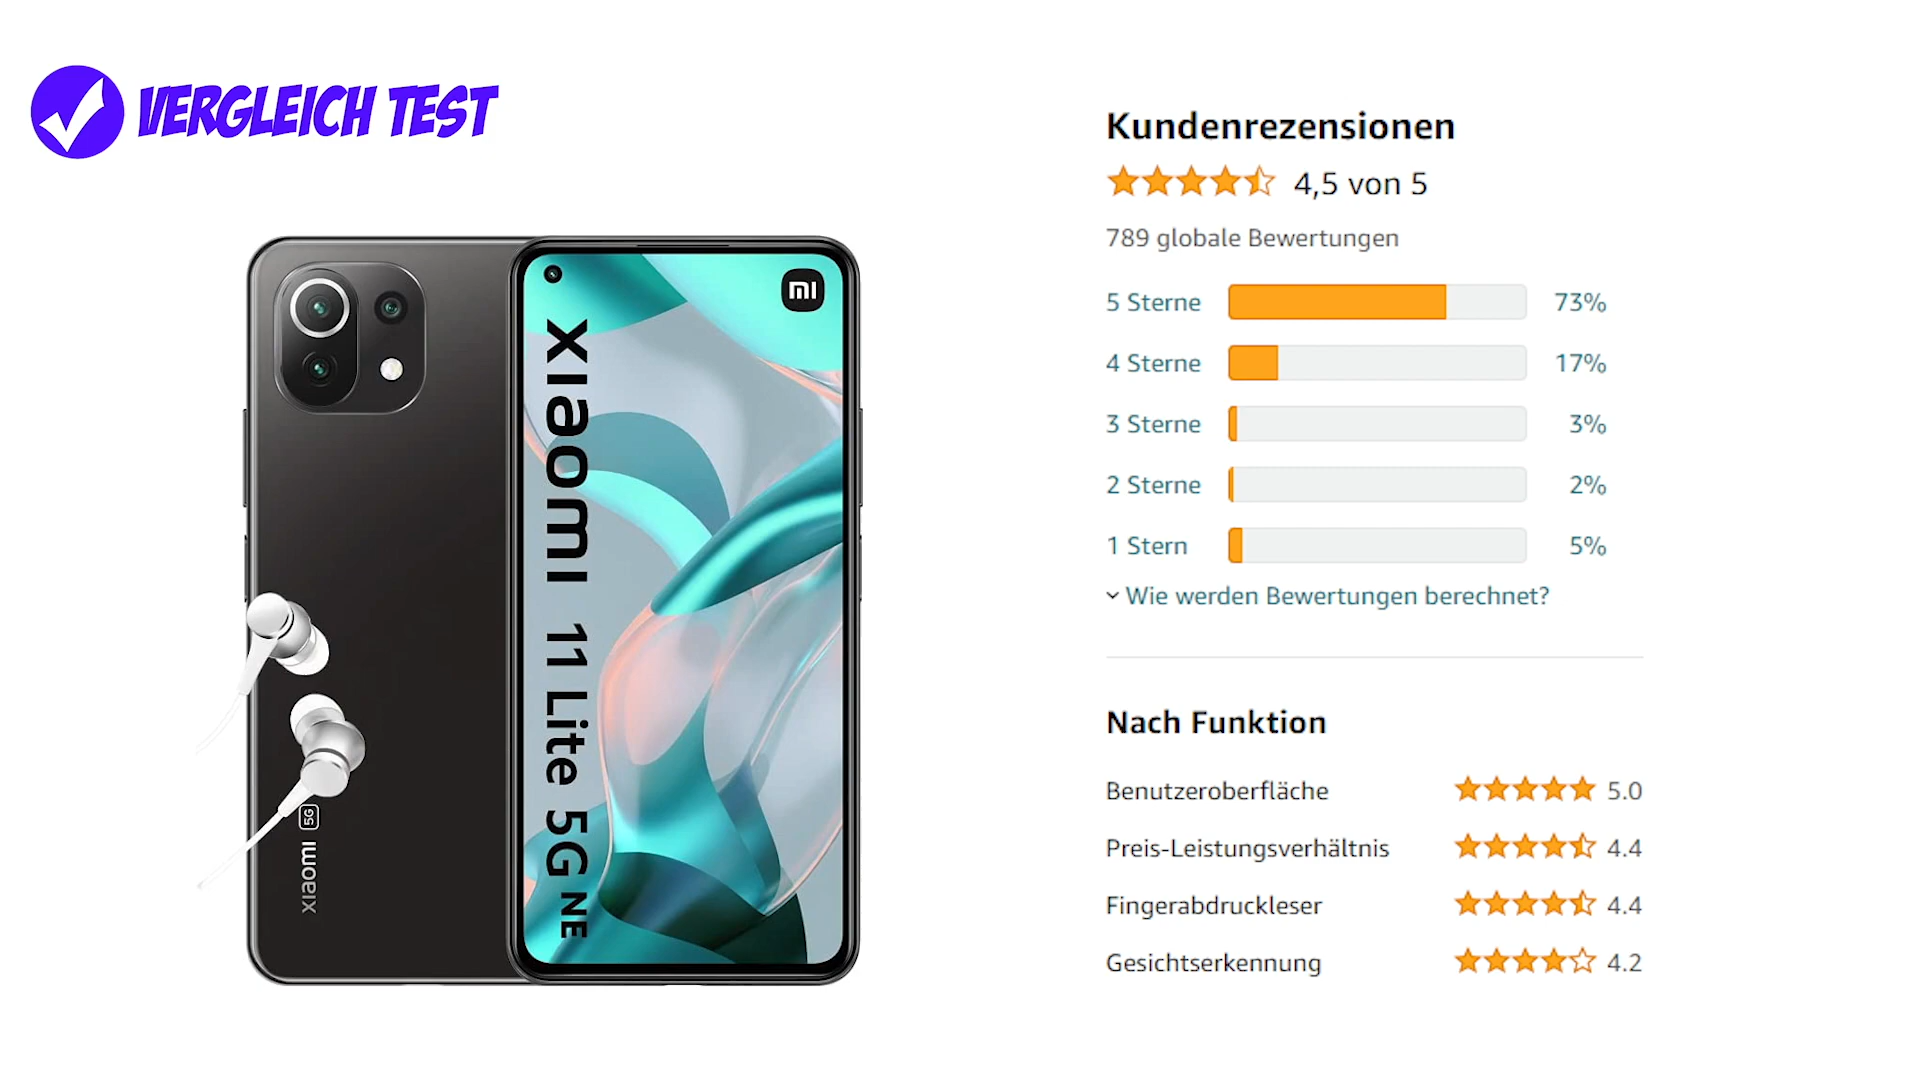 VERGLEICH TEST
mi
Xiaomi 11 Lite 5G NE
5G
xiaomi
Kundenrezensionen
4,5 von 5
789 globale Bewertungen
5 Sterne 73%
4 Sterne 17%
3 Sterne 3%
2 Sterne 2%
1 Stern 5%
Wie werden Bewertungen berechnet?
Nach Funktion
Benutzeroberfläche 5.0
Preis-Leistungsverhältnis 4.4
Fingerabdruckleser 4.4
Gesichtserkennung 4.2